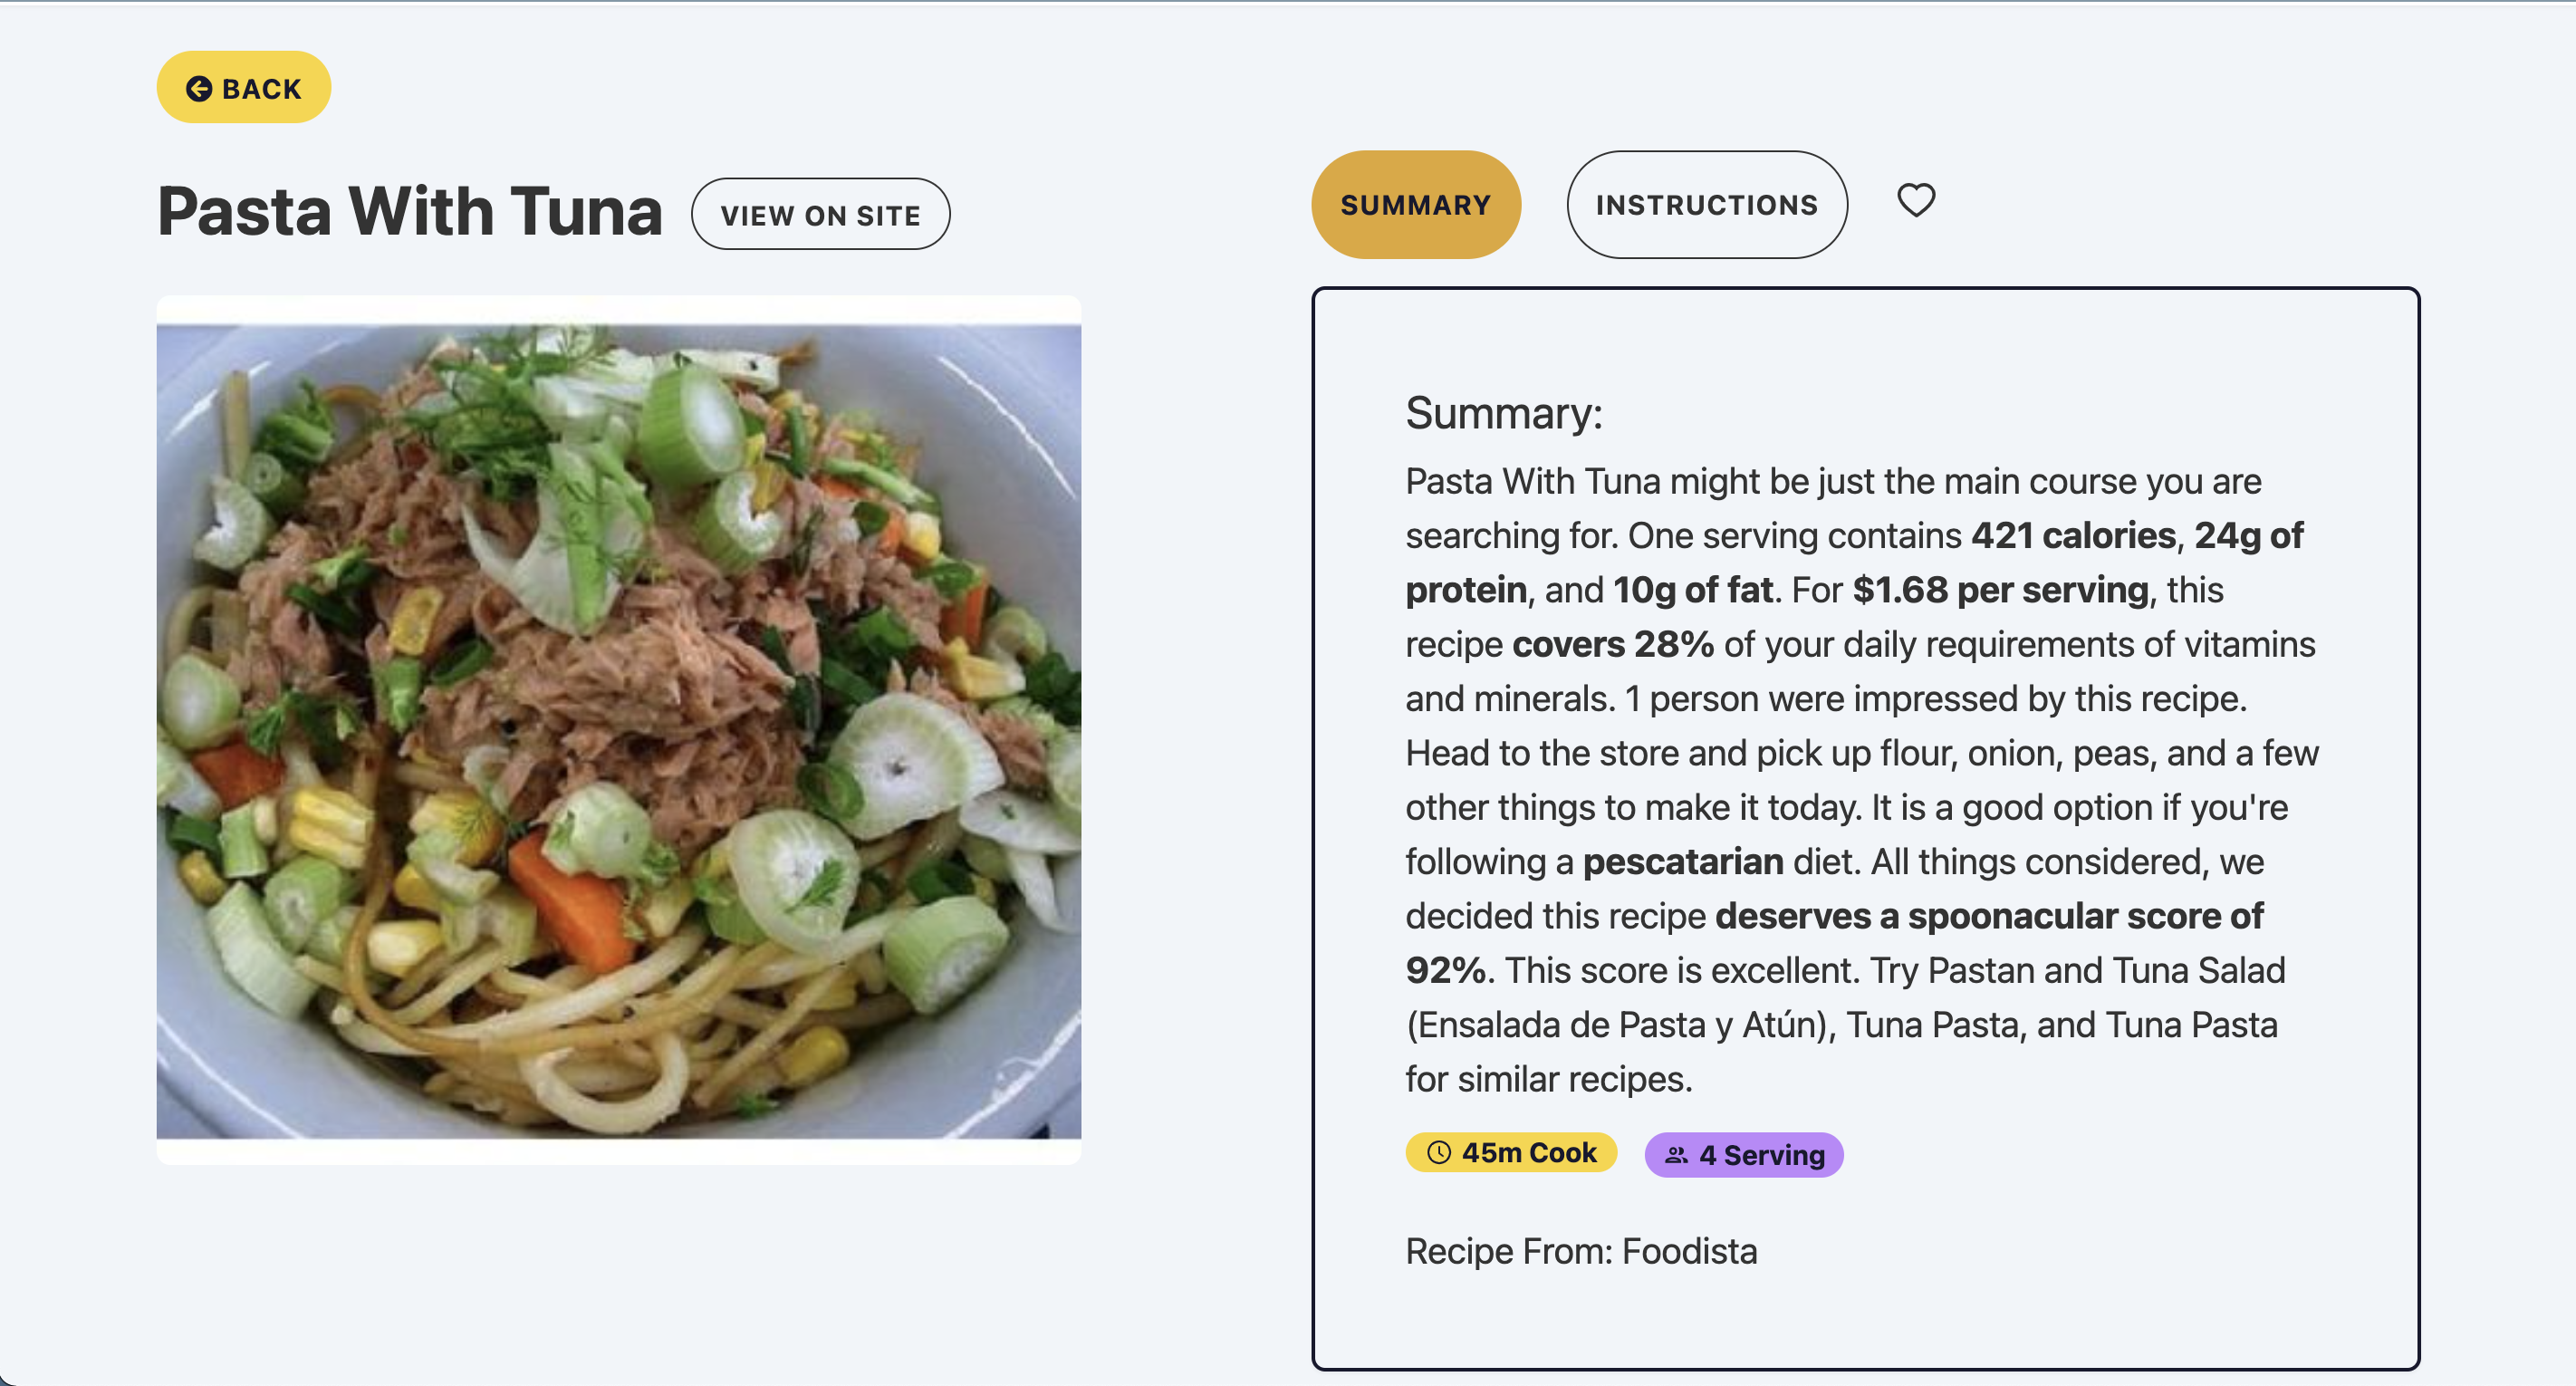 BACK
Pasta With Tuna
VIEW ON SITE
SUMMARY
INSTRUCTIONS
Summary:
Pasta With Tuna might be just the main course you are
searching for. One serving contains 421 calories, 24g of
protein, and 10g of fat. For $1.68 per serving, this
recipe covers 28% of your daily requirements of vitamins
and minerals. 1 person were impressed by this recipe.
Head to the store and pick up flour, onion, peas, and a few
other things to make it today. It is a good option if you're
following a pescatarian diet. All things considered, we
decided this recipe deserves a spoonacular score of
92%. This score is excellent. Try Pastan and Tuna Salad
(Ensalada de Pasta y Atún), Tuna Pasta, and Tuna Pasta
for similar recipes.
45m Cook
4 Serving
Recipe From: Foodista